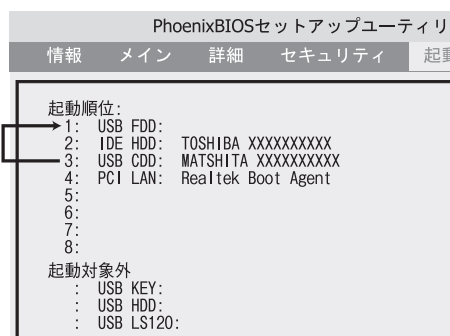 PhoenixBIOSセットアップユーティリ
情報 メイン 詳細 セキュリティ 起動
起動順位:
1: USB FDD:
2: IDE HDD: TOSHIBA XXXXXXXXXX
3: USB CDD: MATSHITA XXXXXXXXXX
4: PCI LAN: Realtek Boot Agent
5:
6:
7:
8:
起動対象外
: USB KEY:
: USB HDD:
: USB LS120: